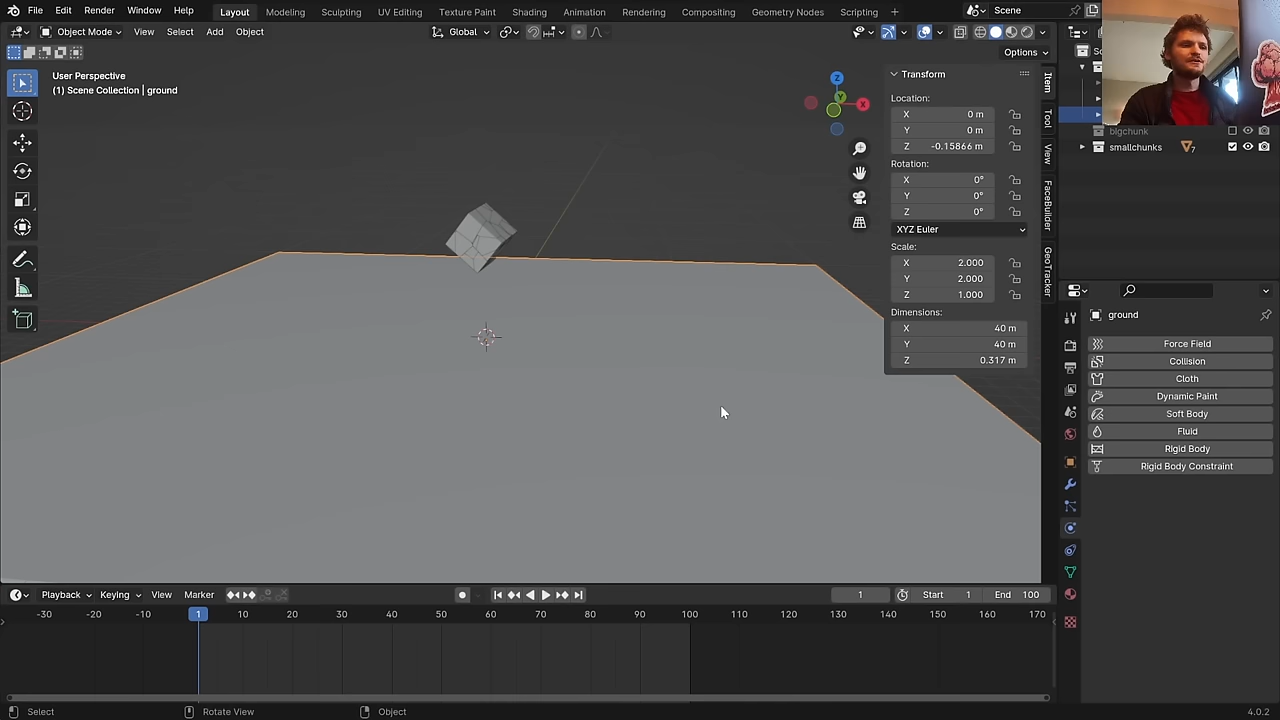 File Edit Render Window Help Layout Modeling Sculpting UV Editing Texture Paint Shading Animation Rendering Compositing Geometry Nodes Scripting + Scene
Object Mode View Select Add Object Global
Options
User Perspective
(1) Scene Collection | ground
Z
Y
X
Transform
Location:
X 0 m
Y 0 m
Z -0.15866 m
Rotation:
X 0°
Y 0°
Z 0°
XYZ Euler
Scale:
X 2.000
Y 2.000
Z 1.000
Dimensions:
X 40 m
Y 40 m
Z 0.317 m
Item
Tool
View
FaceBuilder
GeoTracker
bigchunk
smallchunks 7
ground
Force Field
Collision
Cloth
Dynamic Paint
Soft Body
Fluid
Rigid Body
Rigid Body Constraint
Playback Keying View Marker 1 Start 1 End 100
-30 -20 -10 1 10 20 30 40 50 60 70 80 90 100 110 120 130 140 150 160 170
Select Rotate View Object 4.0.2